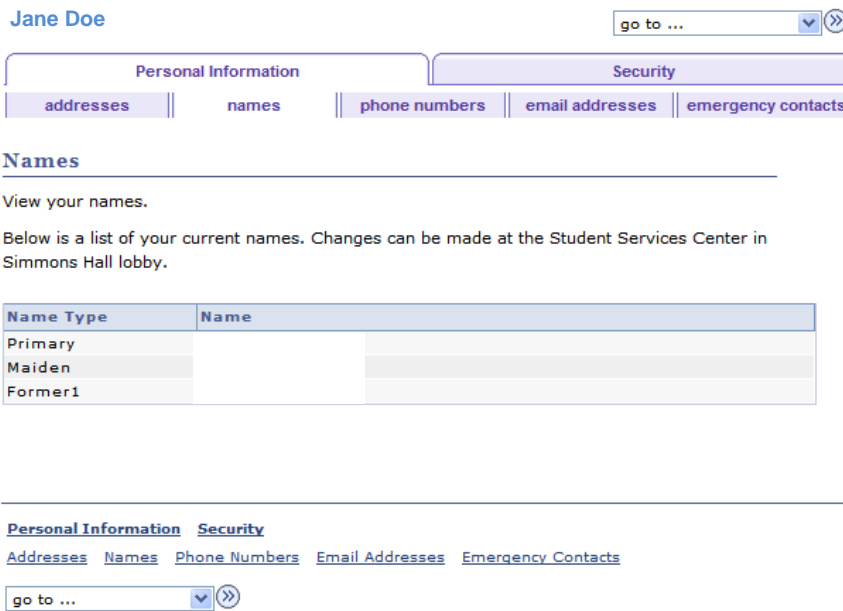 Jane Doe
go to ...
Personal Information Security
addresses names phone numbers email addresses emergency contacts
Names
View your names.
Below is a list of your current names. Changes can be made at the Student Services Center in
Simmons Hall lobby.
Name Type Name
Primary
Maiden
Former1
Personal Information Security
Addresses Names Phone Numbers Email Addresses Emergency Contacts
go to ...